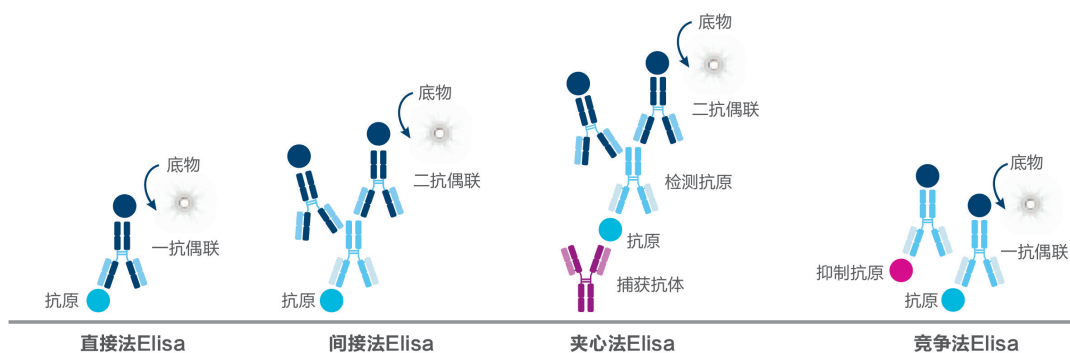 底物
一抗偶联
抗原
直接法Elisa
底物
二抗偶联
抗原
间接法Elisa
底物
二抗偶联
检测抗原
抗原
捕获抗体
夹心法Elisa
底物
一抗偶联
抑制抗原
抗原
竞争法Elisa